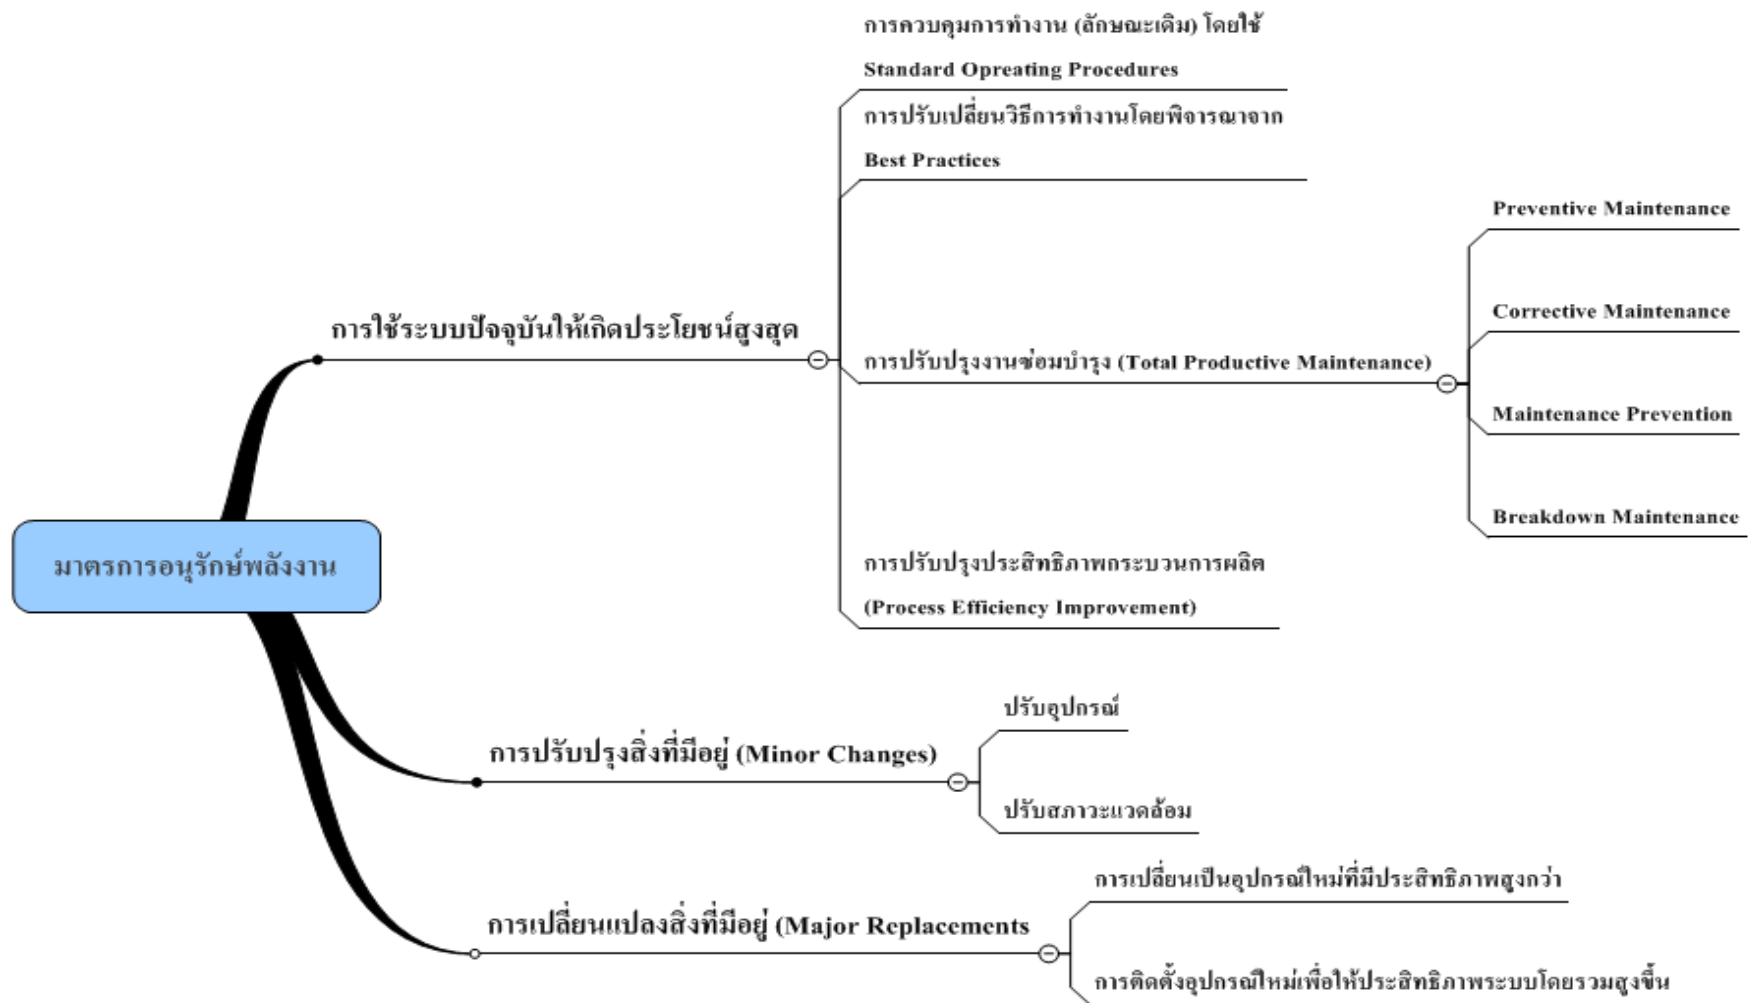 การควบคุมการทำงาน (ลักษณะเดิม) โดยใช้
Standard Opreating Procedures
การปรับเปลี่ยนวิธีการทำงานโดยพิจารณาจาก
Best Practices
Preventive Maintenance
Corrective Maintenance
การใช้ระบบปัจจุบันให้เกิดประโยชน์สูงสุด
การปรับปรุงงานซ่อมบำรุง (Total Productive Maintenance)
Maintenance Prevention
Breakdown Maintenance
มาตรการอนุรักษ์พลังงาน
การปรับปรุงประสิทธิภาพกระบวนการผลิต
(Process Efficiency Improvement)
ปรับอุปกรณ์
การปรับปรุงสิ่งที่มีอยู่ (Minor Changes)
ปรับสภาวะแวดล้อม
การเปลี่ยนเป็นอุปกรณ์ใหม่ที่มีประสิทธิภาพสูงกว่า
การเปลี่ยนแปลงสิ่งที่มีอยู่ (Major Replacements
การติดตั้งอุปกรณ์ใหม่เพื่อให้ประสิทธิภาพระบบโดยรวมสูงขึ้น